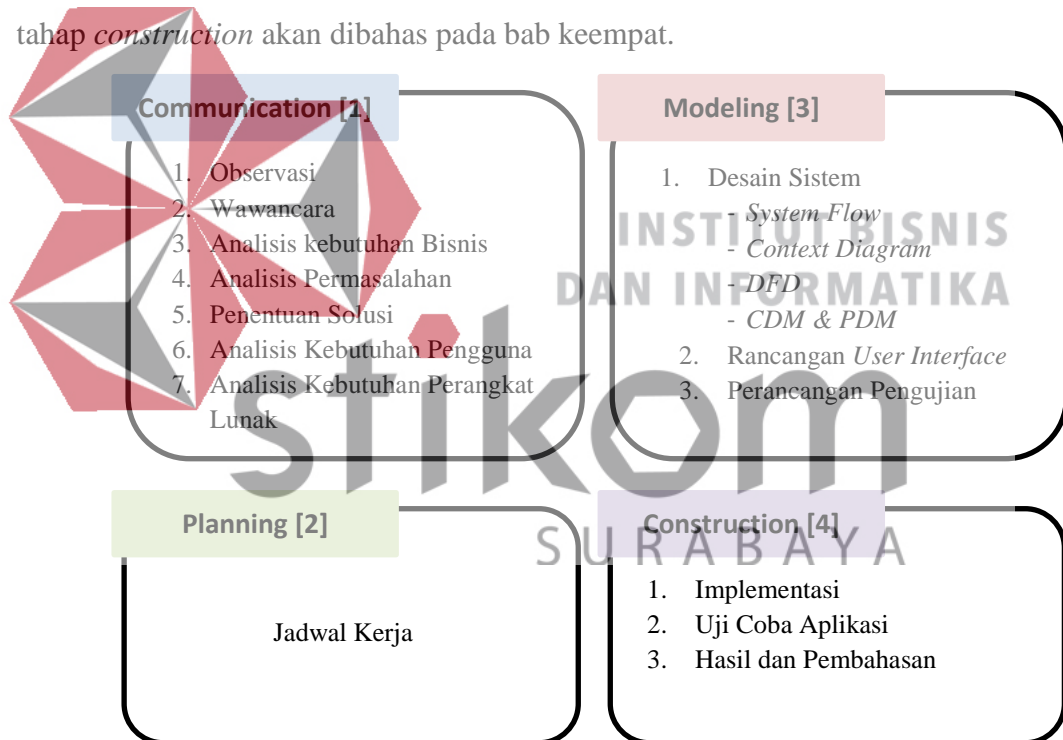 tahap construction akan dibahas pada bab keempat.
Communication [1]
1. Observasi
2. Wawancara
3. Analisis kebutuhan Bisnis
4. Analisis Permasalahan
5. Penentuan Solusi
6. Analisis Kebutuhan Pengguna
7. Analisis Kebutuhan Perangkat
Lunak
Modeling [3]
1. Desain Sistem
- System Flow
- Context Diagram
- DFD
- CDM & PDM
2. Rancangan User Interface
3. Perancangan Pengujian
Planning [2]
Jadwal Kerja
Construction [4]
1. Implementasi
2. Uji Coba Aplikasi
3. Hasil dan Pembahasan
INSTITUT BISNIS
DAN INFORMATIKA
stikom
SURABAYA